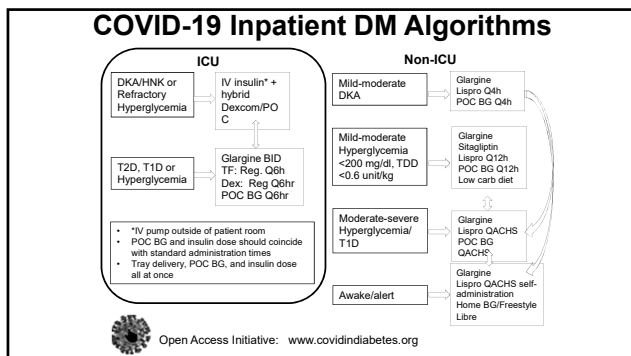 COVID-19 Inpatient DM Algorithms
ICU
DKA/HNK or
Refractory
Hyperglycemia
IV insulin* +
hybrid
Dexcom/PO
C
T2D, T1D or
Hyperglycemia
Glargine BID
TF: Reg. Q6h
Dex: Reg Q6hr
POC BG Q6hr
• *IV pump outside of patient room
• POC BG and insulin dose should coincide
with standard administration times
• Tray delivery, POC BG, and insulin dose
all at once
Non-ICU
Mild-moderate
DKA
Glargine
Lispro Q4h
POC BG Q4h
Mild-moderate
Hyperglycemia
<200 mg/dl, TDD
<0.6 unit/kg
Glargine
Sitagliptin
Lispro Q12h
POC BG Q12h
Low carb diet
Moderate-severe
Hyperglycemia/
T1D
Glargine
Lispro QACHS
POC BG
QACHS
Awake/alert
Glargine
Lispro QACHS self-
administration
Home BG/Freestyle
Libre
Open Access Initiative: www.covidindiabetes.org